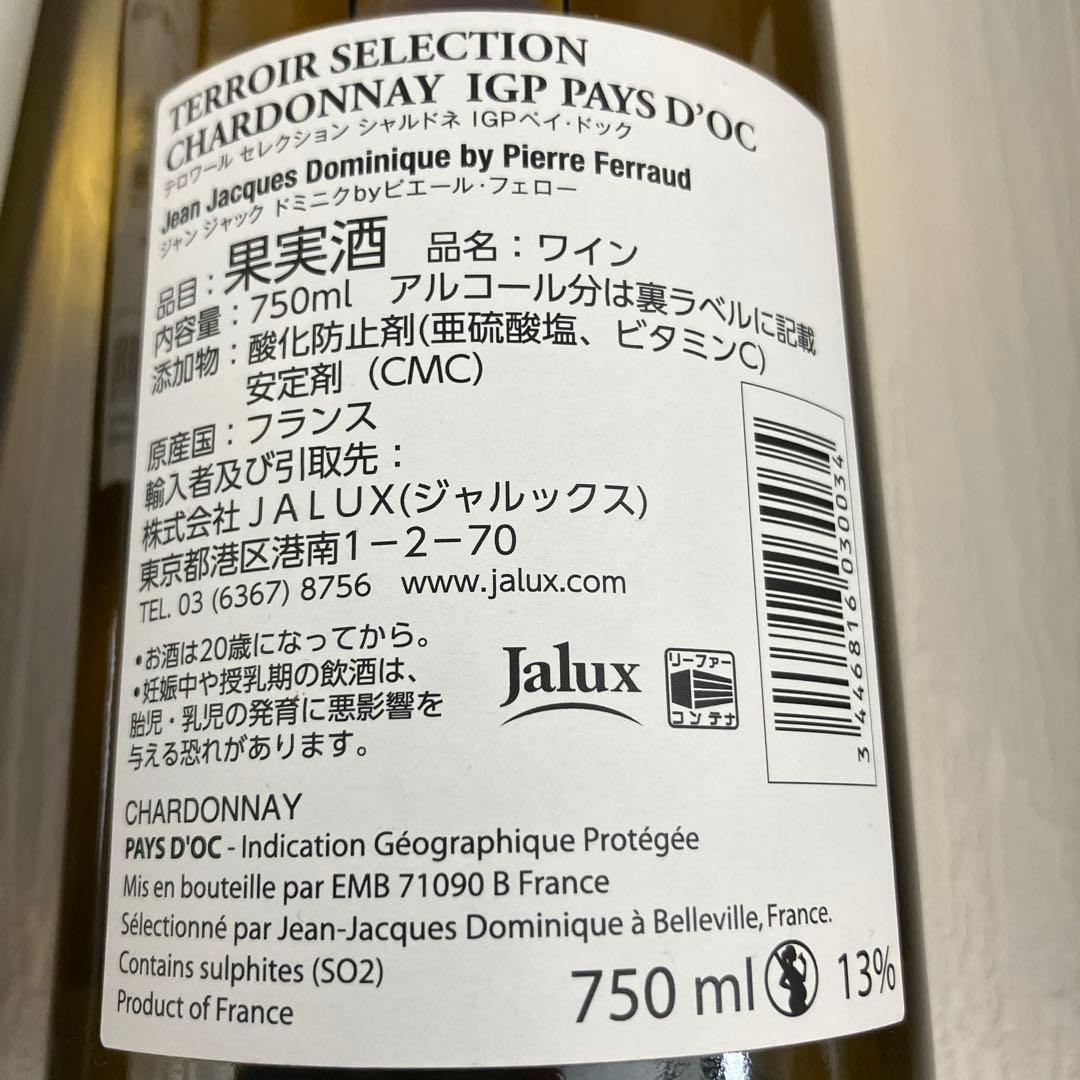 TERROIR SELECTION
CHARDONNAY IGP PAYS D'OC
テロワール セレクション シャルドネ IGPペイ・ドック
Jean Jacques Dominique by Pierre Ferraud
ジャン ジャック ドミニクbyピエール・フェロー
品目：果実酒 品名：ワイン
内容量：750ml アルコール分は裏ラベルに記載
添加物：酸化防止剤(亜硫酸塩、ビタミンC)
安定剤（CMC）
原産国：フランス
輸入者及び引取先：
株式会社JALUX(ジャルックス)
東京都港区港南1－2－70
TEL. 03 (6367) 8756 www.jalux.com
•お酒は20歳になってから。
•妊娠中や授乳期の飲酒は、
胎児・乳児の発育に悪影響を
与える恐れがあります。
Jalux
リーファー
コンテナ
3 446816 030034
CHARDONNAY
PAYS D'OC - Indication Géographique Protégée
Mis en bouteille par EMB 71090 B France
Sélectionné par Jean-Jacques Dominique à Belleville, France.
Contains sulphites (SO2)
Product of France
750 ml 13%